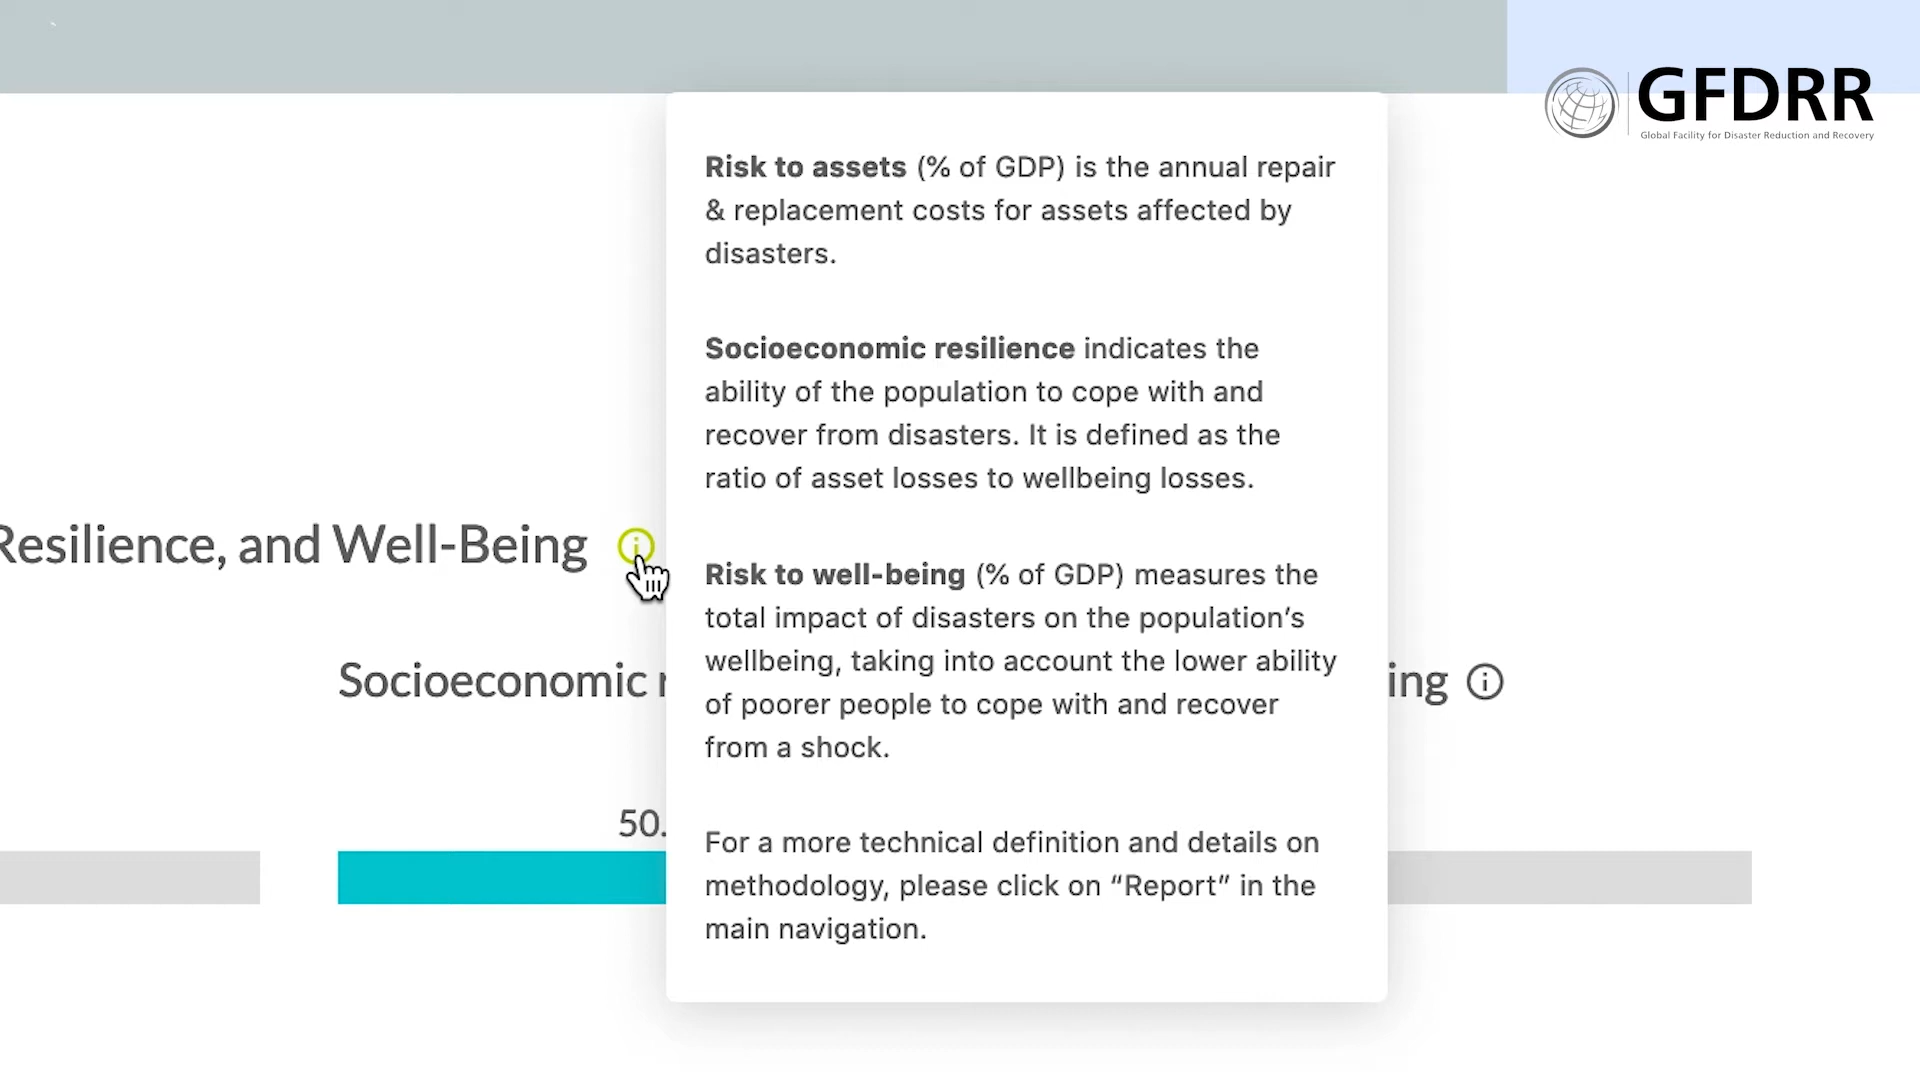 GFDRR
Global Facility for Disaster Reduction and Recovery
Risk to assets (% of GDP) is the annual repair
& replacement costs for assets affected by
disasters.
Socioeconomic resilience indicates the
ability of the population to cope with and
recover from disasters. It is defined as the
ratio of asset losses to wellbeing losses.
Resilience, and Well-Being
Risk to well-being (% of GDP) measures the
total impact of disasters on the population’s
wellbeing, taking into account the lower ability
of poorer people to cope with and recover
from a shock.
Socioeconomic
ing
50.
For a more technical definition and details on
methodology, please click on “Report” in the
main navigation.